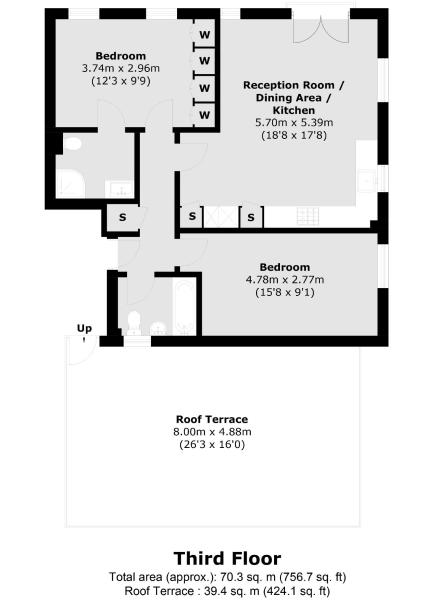 Bedroom
3.74m x 2.96m
(12'3 x 9'9)
W
W
W
W
Reception Room /
Dining Area /
Kitchen
5.70m x 5.39m
(18'8 x 17'8)
S
S
S
Bedroom
4.78m x 2.77m
(15'8 x 9'1)
Up
Roof Terrace
8.00m x 4.88m
(26'3 x 16'0)
Third Floor
Total area (approx.): 70.3 sq. m (756.7 sq. ft)
Roof Terrace : 39.4 sq. m (424.1 sq. ft)